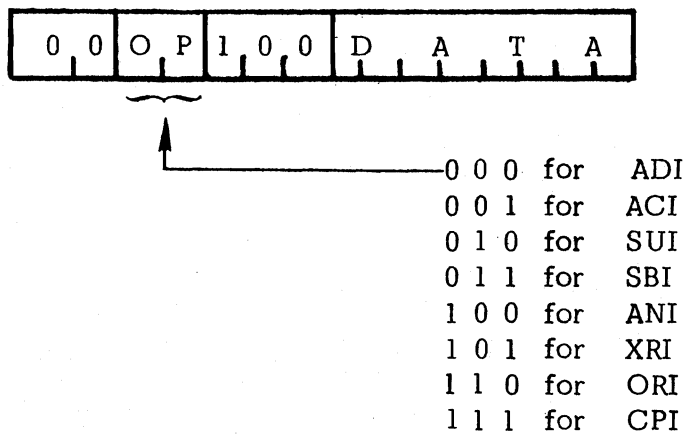 0 0 O P 1 0 0 D A T A
0 0 0 for ADI
0 0 1 for ACI
0 1 0 for SUI
0 1 1 for SBI
1 0 0 for ANI
1 0 1 for XRI
1 1 0 for ORI
1 1 1 for CPI